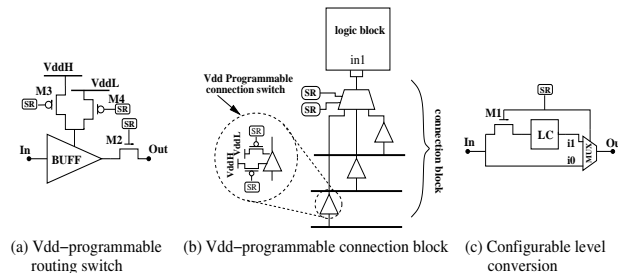 VddH
M3
SR
VddL
M4
SR
SR
M2
In
BUFF
Out
(a) Vdd−programmable
routing switch
logic block
in1
Vdd Programmable
connection switch
SR
SR
SR
VddL
VddH
SR
connection block
(b) Vdd−programmable connection block
SR
M1
LC
i1
i0
MUX
In
Ou
(c) Configurable level
conversion